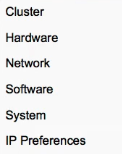 Cluster
Hardware
Network
Software
System
IP Preferences